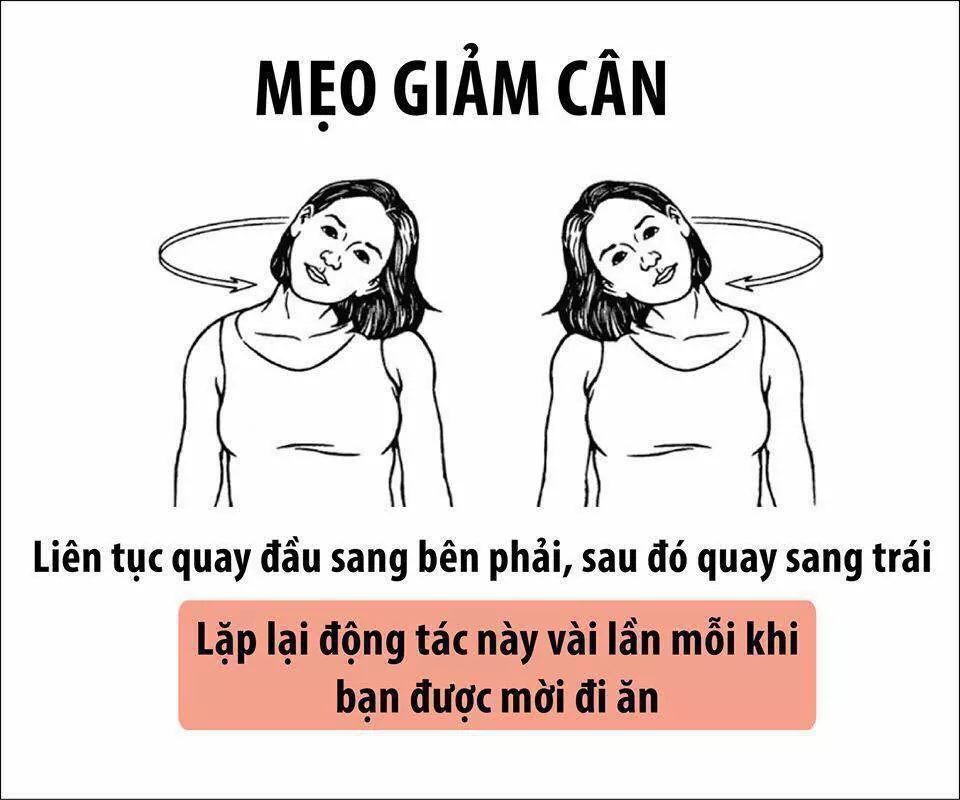 MẸO GIẢM CÂN
Liên tục quay đầu sang bên phải, sau đó quay sang trái
Lặp lại động tác này vài lần mỗi khi
bạn được mời đi ăn